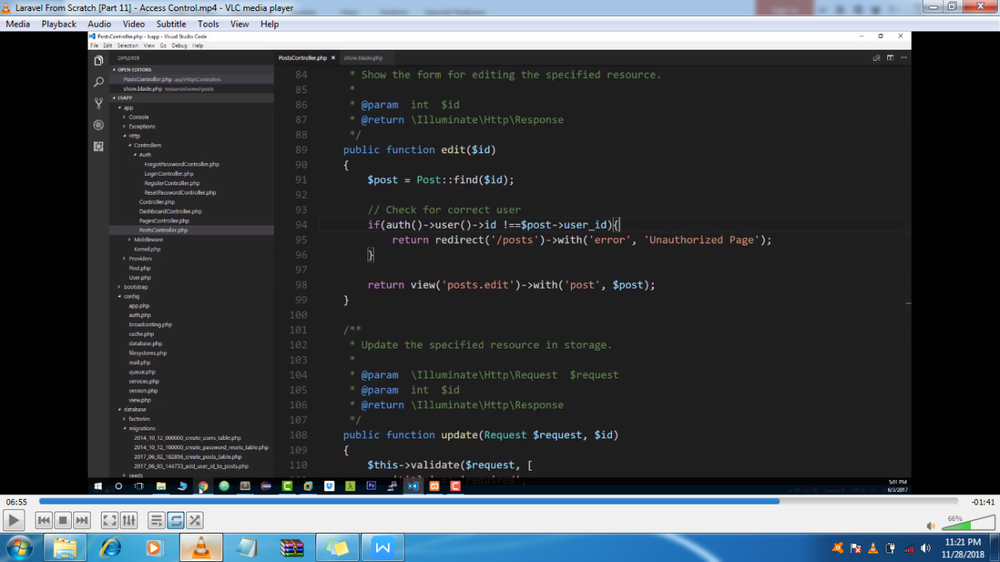 Laravel From Scratch [Part 11] - Access Control.mp4 - VLC media player
Media Playback Audio Video Subtitle Tools View Help
PostsController.php - lsapp - Visual Studio Code
File Edit Selection View Go Debug Help
EXPLORER
OPEN EDITORS
PostsController.php app\Http\Controllers
show.blade.php resources\views\posts
LSAPP
app
Console
Exceptions
Http
Controllers
Auth
ForgotPasswordController.php
LoginController.php
RegisterController.php
ResetPasswordController.php
Controller.php
DashboardController.php
PagesController.php
PostsController.php
Middleware
Kernel.php
Providers
Post.php
User.php
bootstrap
config
app.php
auth.php
broadcasting.php
cache.php
database.php
filesystems.php
mail.php
queue.php
services.php
session.php
view.php
database
factories
migrations
2014_10_12_000000_create_users_table.php
2014_10_12_100000_create_password_resets_table.php
2017_06_02_182856_create_posts_table.php
2017_06_03_144733_add_user_id_to_posts.php
seeds
PostsController.php show.blade.php
84 * Show the form for editing the specified resource.
85 *
86 * @param int $id
87 * @return \Illuminate\Http\Response
88 */
89 public function edit($id)
90 {
91 $post = Post::find($id);
92
93 // Check for correct user
94 if(auth()->user()->id !==$post->user_id){
95 return redirect('/posts')->with('error', 'Unauthorized Page');
96 }
97
98 return view('posts.edit')->with('post', $post);
99 }
100
101 /**
102 * Update the specified resource in storage.
103 *
104 * @param \Illuminate\Http\Request $request
105 * @param int $id
106 * @return \Illuminate\Http\Response
107 */
108 public function update(Request $request, $id)
109 {
110 $this->validate($request, [
'title' => 'required',
5:01 PM
6/3/2017
06:55
-01:41
66%
11:21 PM
11/28/2018